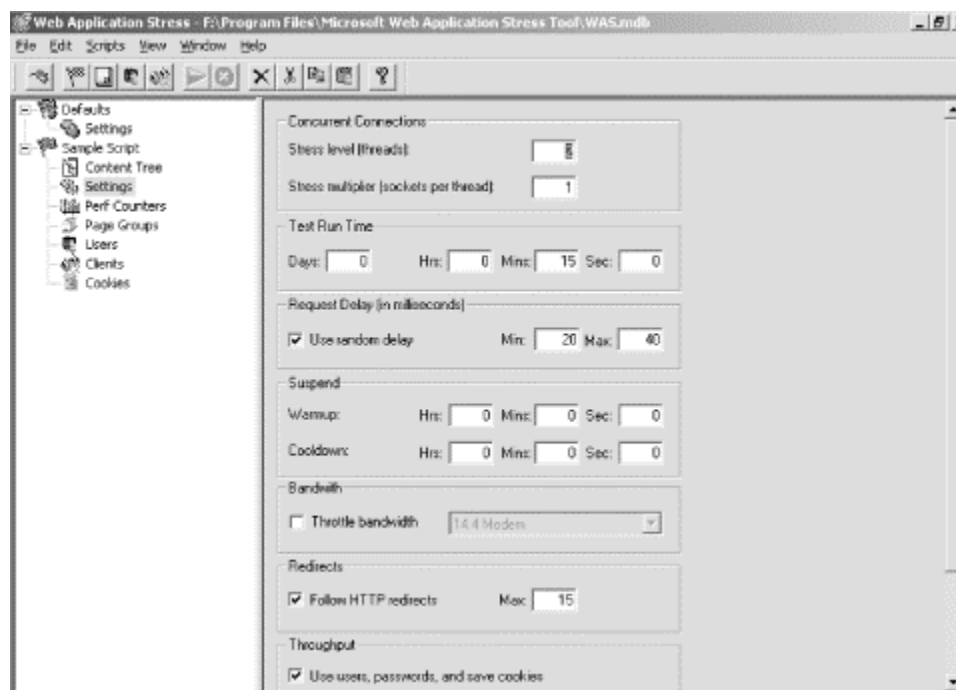 Web Application Stress - F:\Program Files\Microsoft Web Application Stress Tool\WAS.mdb
File Edit Scripts View Window Help
Defaults
Settings
Sample Script
Content Tree
Settings
Perf Counters
Page Groups
Users
Clients
Cookies
Concurrent Connections
Stress level (threads):
Stress multiplier (sockets per thread): 1
Test Run Time
Days: 0 Hrs: 0 Mins: 15 Sec: 0
Request Delay (in milliseconds)
Use random delay Min: 20 Max: 40
Suspend
Warmup: Hrs: 0 Mins: 0 Sec: 0
Cooldown: Hrs: 0 Mins: 0 Sec: 0
Bandwith
Throttle bandwidth 14.4 Modem
Redirects
Follow HTTP redirects Max: 15
Throughput
Use users, passwords, and save cookies